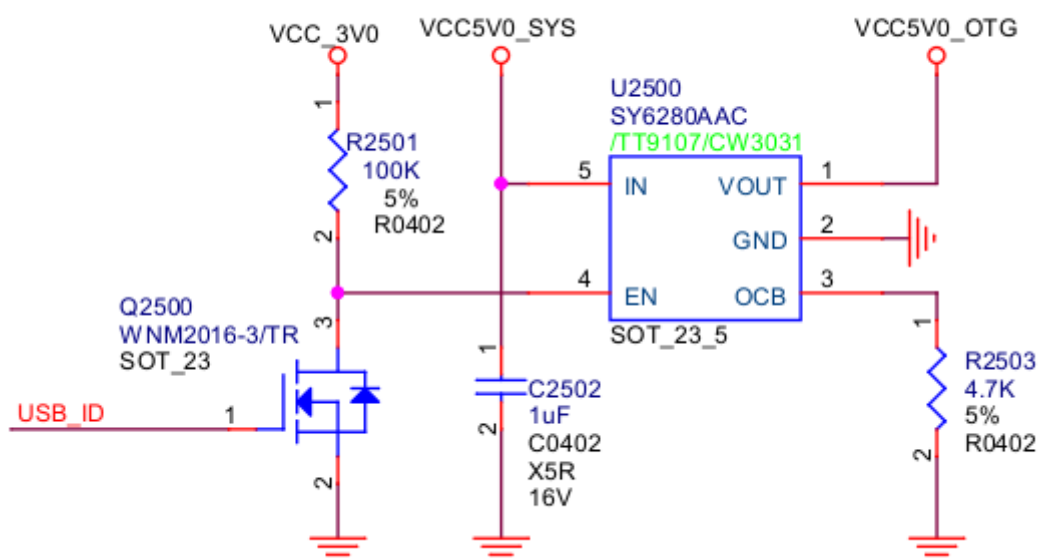 VCC_3V0
VCC5V0_SYS
VCC5V0_OTG
U2500
SY6280AAC
/TT9107/CW3031
1
R2501
100K
5%
R0402
2
5
IN
VOUT
1
GND
2
4
EN
OCB
3
SOT_23_5
Q2500
WNM2016-3/TR
SOT_23
3
USB_ID
1
2
1
C2502
1uF
C0402
X5R
16V
2
1
R2503
4.7K
5%
R0402
2